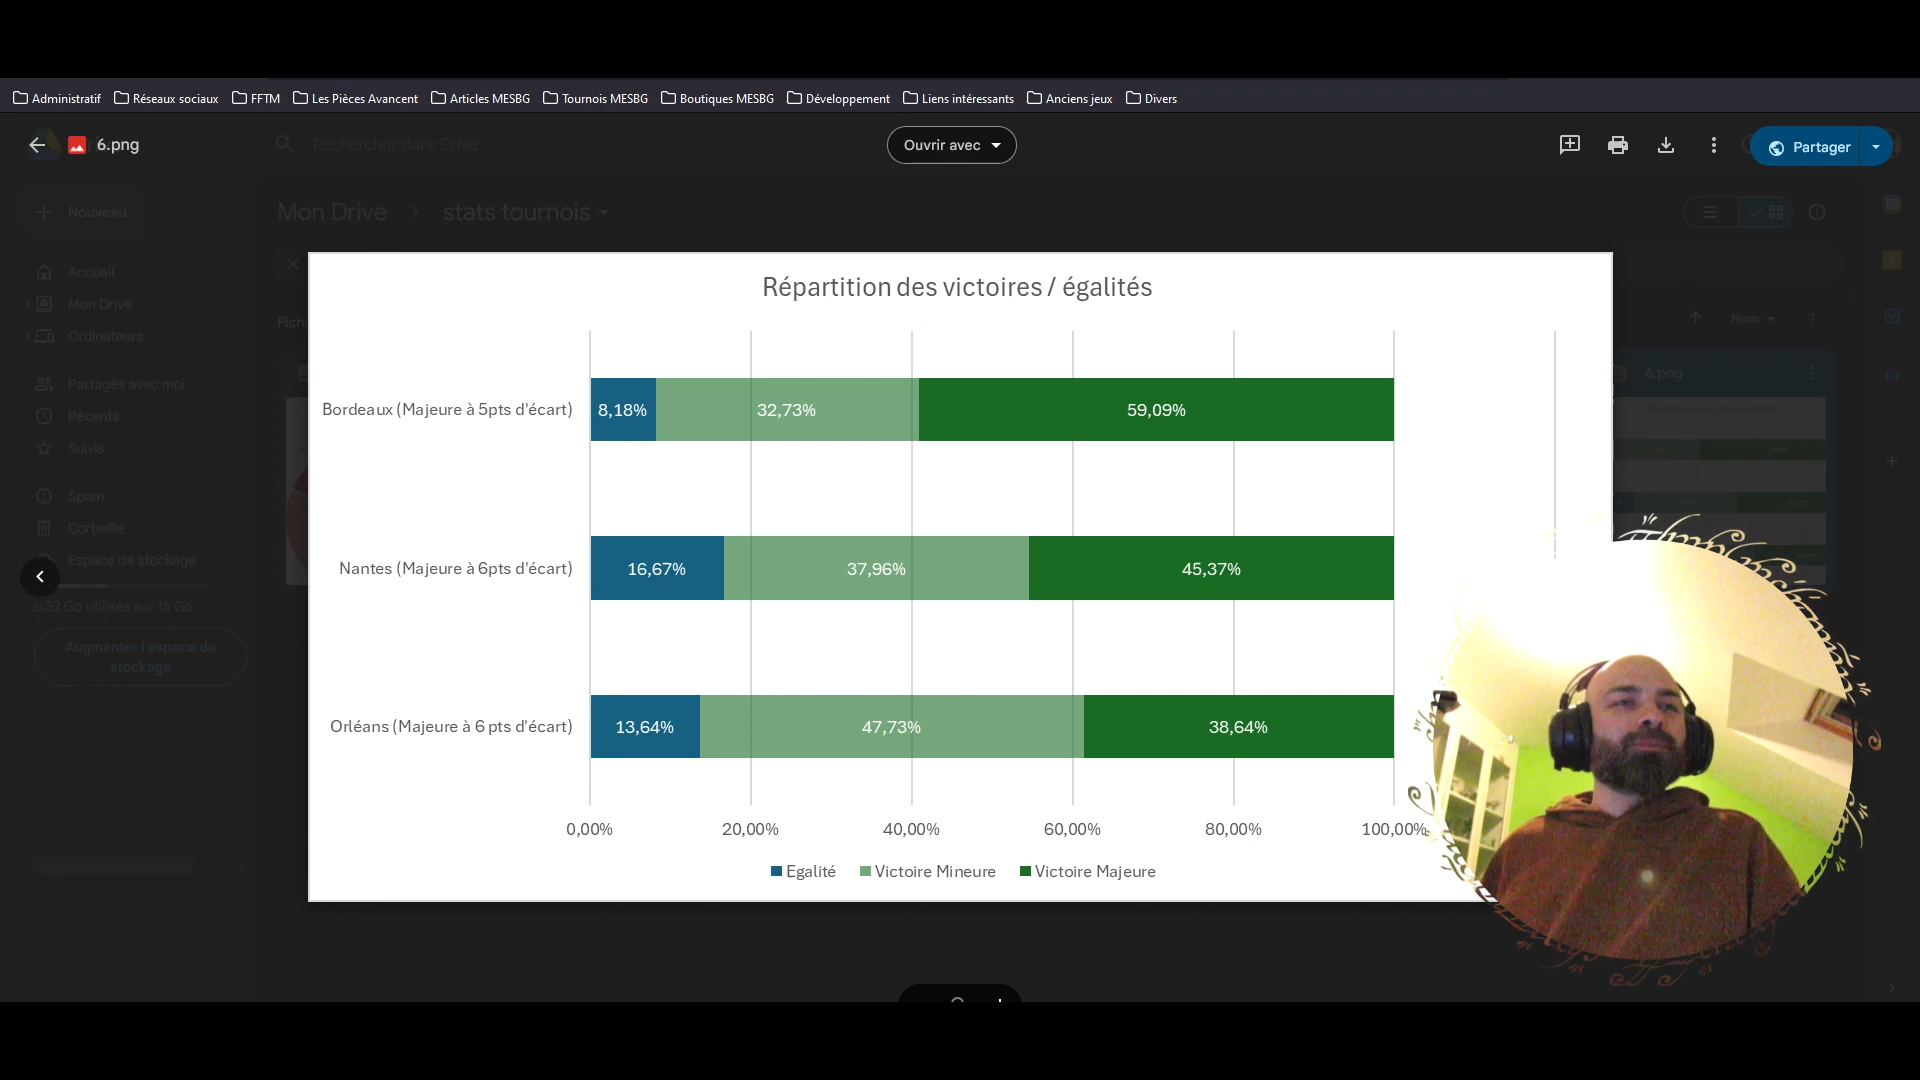 Administratif Réseaux sociaux FFTM Les Pièces Avancent Articles MESBG Tournois MESBG Boutiques MESBG Développement Liens intéressants Anciens jeux Divers
6.png Rechercher dans Drive Ouvrir avec Partager
Nouveau Mon Drive > stats tournois
Accueil
Mon Drive
Ordinateurs
Nom
Partagés avec moi
Récents
Suivis
Spam
Corbeille
Espace de stockage
6,32 Go utilisés sur 15 Go
Augmenter l'espace de
stockage
6.png
Répartition des victoires / égalités
Bordeaux (Majeure à 5pts d'écart) 8,18% 32,73% 59,09%
Nantes (Majeure à 6pts d'écart) 16,67% 37,96% 45,37%
Orléans (Majeure à 6 pts d'écart) 13,64% 47,73% 38,64%
0,00% 20,00% 40,00% 60,00% 80,00% 100,00%
Egalité Victoire Mineure Victoire Majeure